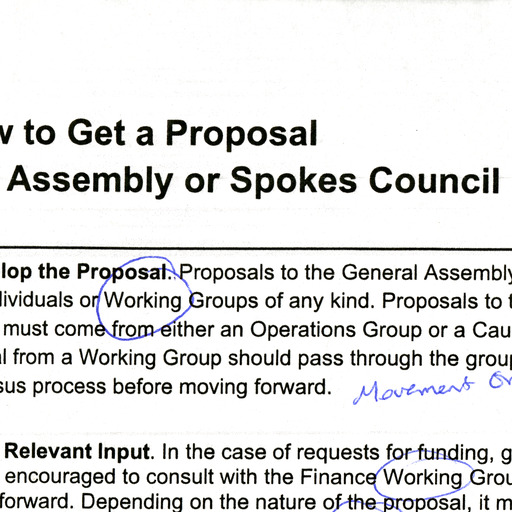 w to Get a Proposal
Assembly or Spokes Council
lop the Proposal. Proposals to the General Assembly
dividuals or Working Groups of any kind. Proposals to t
must come from either an Operations Group or a Cau
l from a Working Group should pass through the group
sus process before moving forward.
Movement Or
Relevant Input. In the case of requests for funding, g
encouraged to consult with the Finance Working Grou
forward. Depending on the nature of the proposal, it m